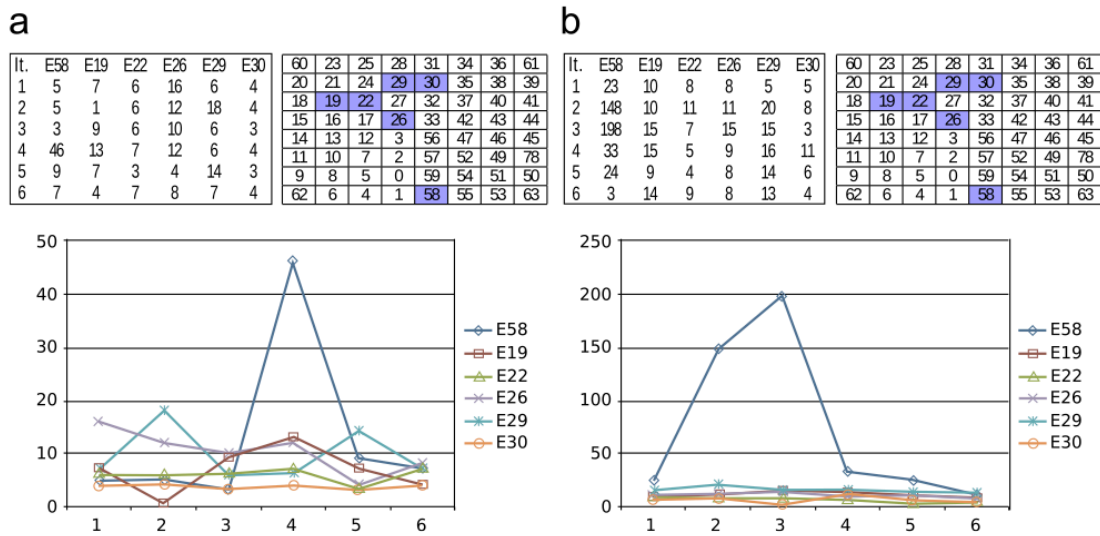 a
It. E58 E19 E22 E26 E29 E30
1 5 7 6 16 6 4
2 5 1 6 12 18 4
3 3 9 6 10 6 3
4 46 13 7 12 6 4
5 9 7 3 4 14 3
6 7 4 7 8 7 4
60 23 25 28 31 34 36 61
20 21 24 29 30 35 38 39
18 19 22 27 32 37 40 41
15 16 17 26 33 42 43 44
14 13 12 3 56 47 46 45
11 10 7 2 57 52 49 78
9 8 5 0 59 54 51 50
62 6 4 1 58 55 53 63
50
40
30
20
10
0
1 2 3 4 5 6
E58
E19
E22
E26
E29
E30
b
It. E58 E19 E22 E26 E29 E30
1 23 10 8 8 5 5
2 148 10 11 11 20 8
3 198 15 7 15 15 3
4 33 15 5 9 16 11
5 24 9 4 8 14 6
6 3 14 9 8 13 4
60 23 25 28 31 34 36 61
20 21 24 29 30 35 38 39
18 19 22 27 32 37 40 41
15 16 17 26 33 42 43 44
14 13 12 3 56 47 46 45
11 10 7 2 57 52 49 78
9 8 5 0 59 54 51 50
62 6 4 1 58 55 53 63
250
200
150
100
50
0
1 2 3 4 5 6
E58
E19
E22
E26
E29
E30